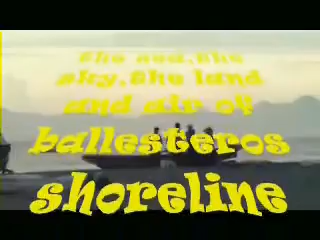 the sea,the
sky,the land
and air of
ballesteros
shoreline